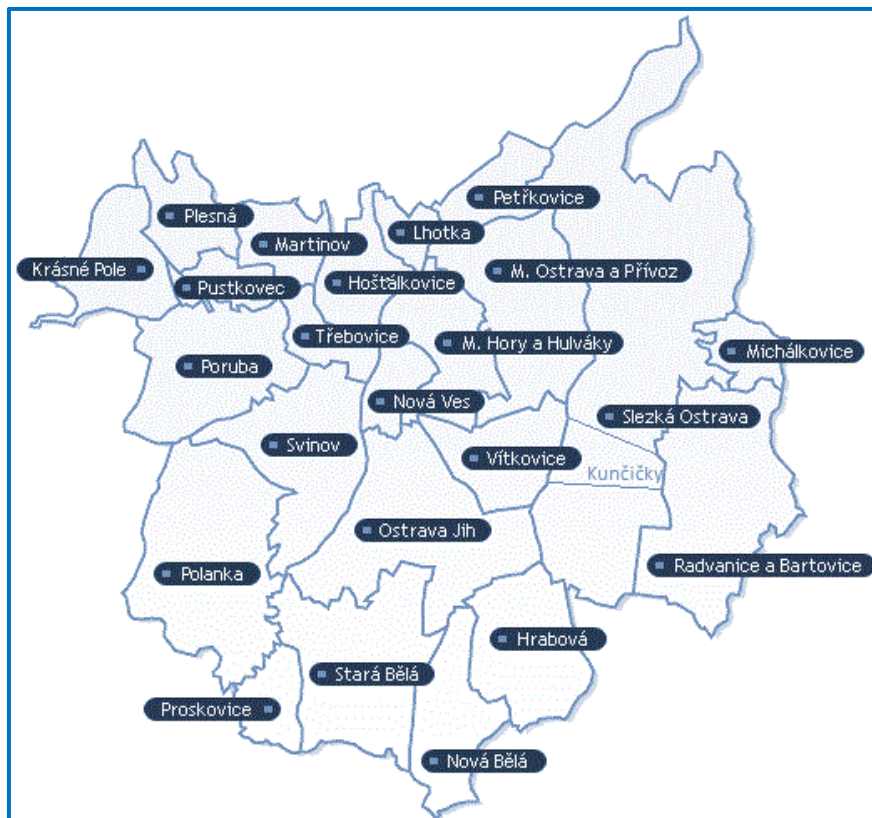 Petřkovice
Plesná
Lhotka
Martinov
Krásné Pole
M. Ostrava a Přívoz
Hošťálkovice
Pustkovec
Třebovice
M. Hory a Hulváky
Michálkovice
Poruba
Nová Ves
Slezká Ostrava
Svinov
Vítkovice
Kunčičky
Ostrava Jih
Radvanice a Bartovice
Polanka
Hrabová
Stará Bělá
Proskovice
Nová Bělá